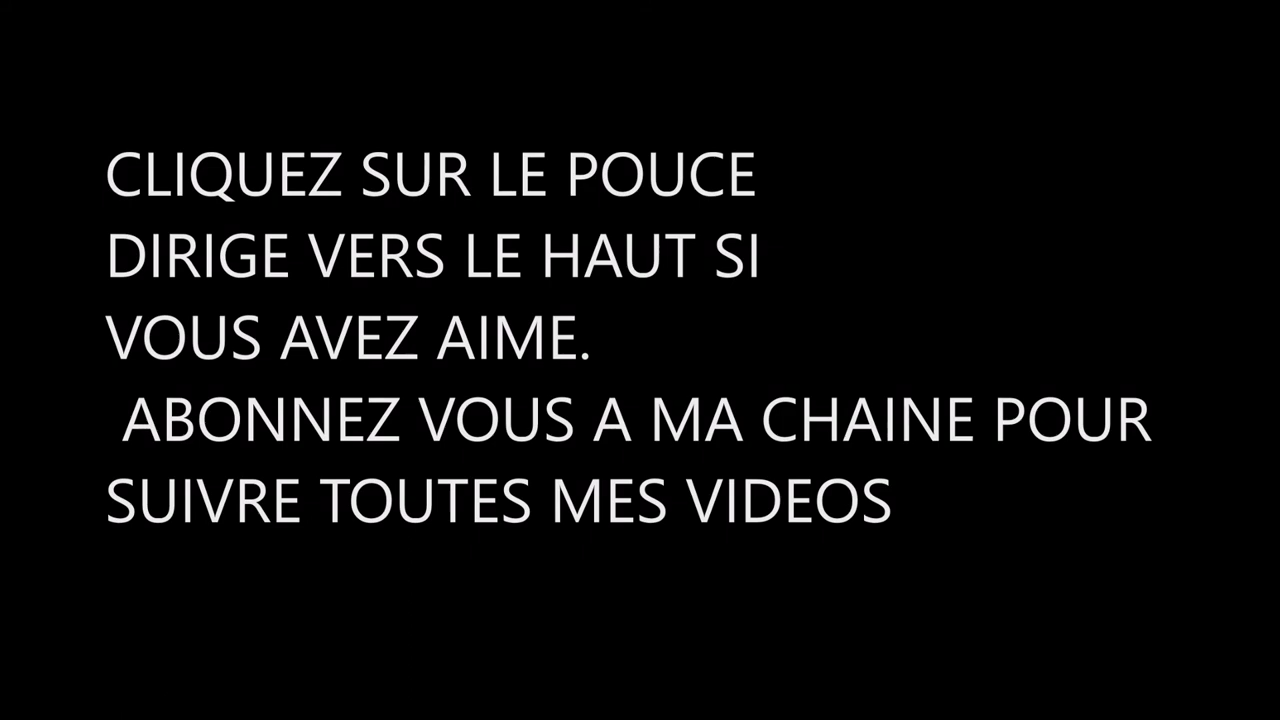 CLIQUEZ SUR LE POUCE
DIRIGE VERS LE HAUT SI
VOUS AVEZ AIME.
ABONNEZ VOUS A MA CHAINE POUR
SUIVRE TOUTES MES VIDEOS